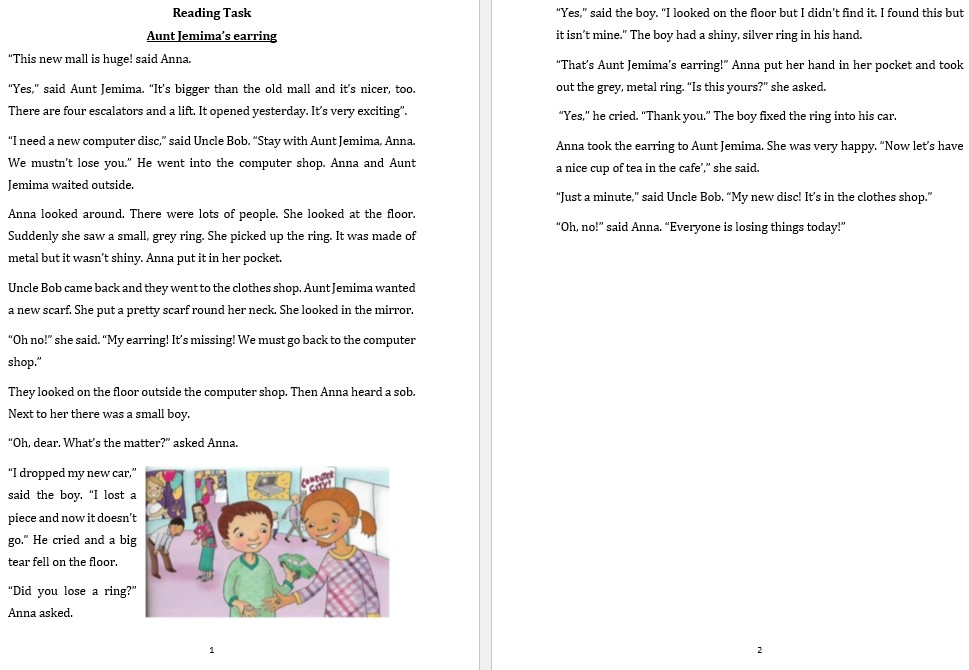 Reading Task
Aunt Jemima’s earring
“This new mall is huge! said Anna.
“Yes,” said Aunt Jemima. “It’s bigger than the old mall and it’s nicer, too.
There are four escalators and a lift. It opened yesterday. It’s very exciting”.
“I need a new computer disc,” said Uncle Bob. “Stay with Aunt Jemima, Anna.
We mustn’t lose you.” He went into the computer shop. Anna and Aunt
Jemima waited outside.
Anna looked around. There were lots of people. She looked at the floor.
Suddenly she saw a small, grey ring. She picked up the ring. It was made of
metal but it wasn’t shiny. Anna put it in her pocket.
Uncle Bob came back and they went to the clothes shop. Aunt Jemima wanted
a new scarf. She put a pretty scarf round her neck. She looked in the mirror.
“Oh no!” she said. “My earring! It’s missing! We must go back to the computer
shop.”
They looked on the floor outside the computer shop. Then Anna heard a sob.
Next to her there was a small boy.
“Oh, dear. What’s the matter?” asked Anna.
“I dropped my new car,”
said the boy. “I lost a
piece and now it doesn’t
go.” He cried and a big
tear fell on the floor.
“Did you lose a ring?”
Anna asked.
COMPUTER
CITY!
1
“Yes,” said the boy. “I looked on the floor but I didn’t find it. I found this but
it isn’t mine.” The boy had a shiny, silver ring in his hand.
“That’s Aunt Jemima’s earring!” Anna put her hand in her pocket and took
out the grey, metal ring. “Is this yours?” she asked.
“Yes,” he cried. “Thank you.” The boy fixed the ring into his car.
Anna took the earring to Aunt Jemima. She was very happy. “Now let’s have
a nice cup of tea in the cafe’,” she said.
“Just a minute,” said Uncle Bob. “My new disc! It’s in the clothes shop.”
“Oh, no!” said Anna. “Everyone is losing things today!”
2